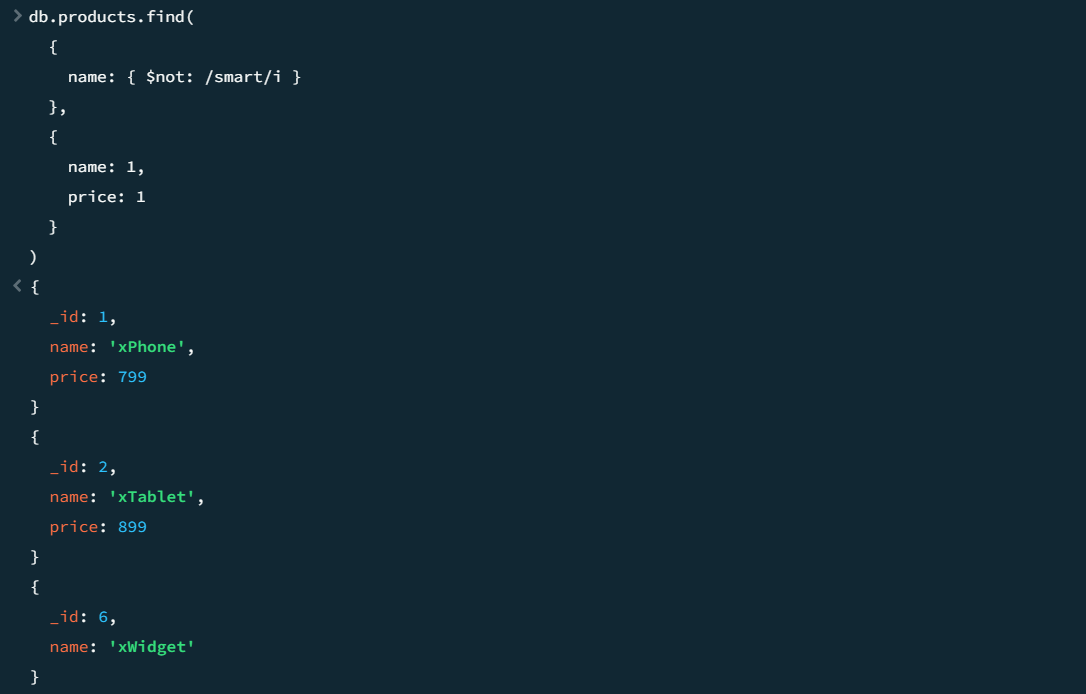 > db.products.find(
{
name: { $not: /smart/i }
},
{
name: 1,
price: 1
}
)
< {
_id: 1,
name: 'xPhone',
price: 799
}
{
_id: 2,
name: 'xTablet',
price: 899
}
{
_id: 6,
name: 'xWidget'
}